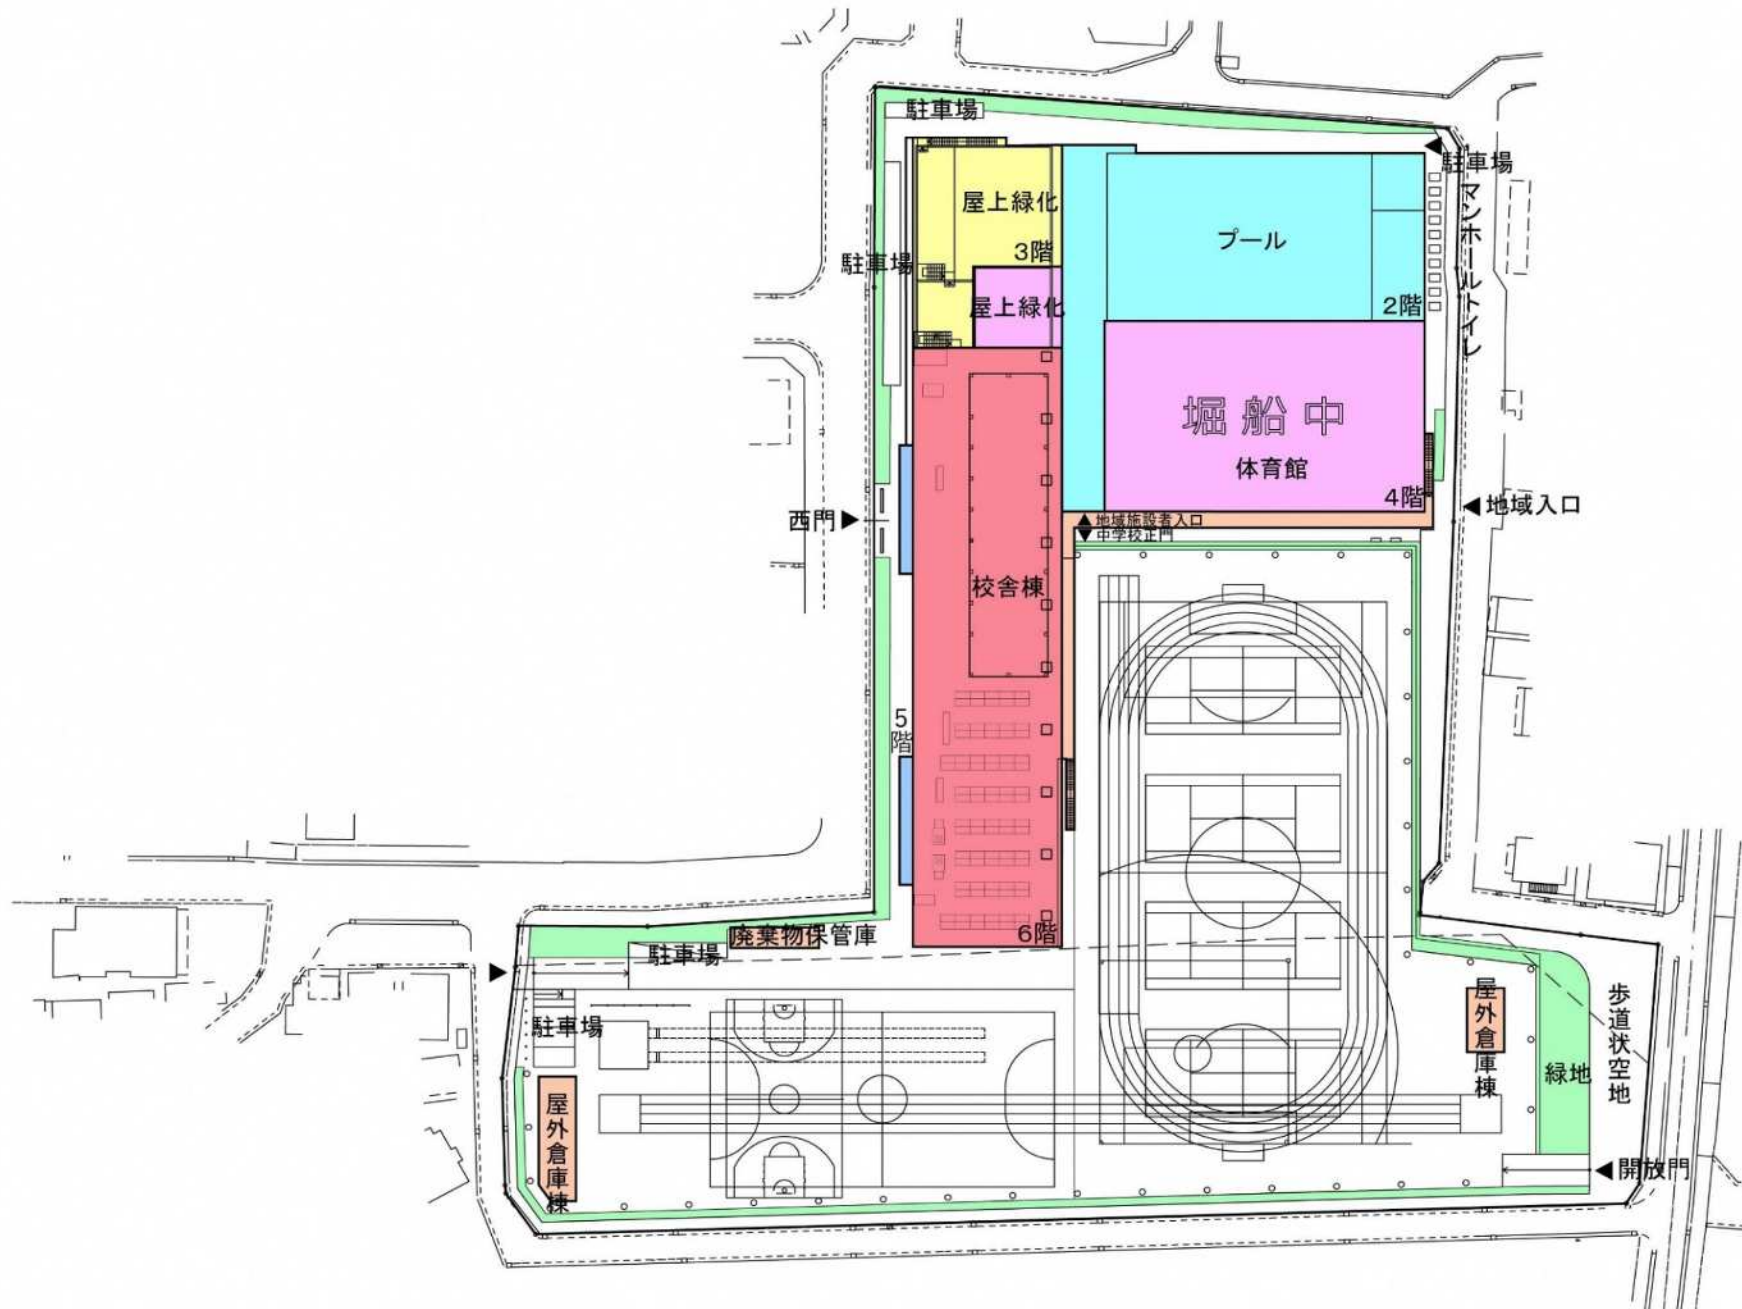 駐車場
駐車場
マンホールトイレ
屋上緑化
3階
プール
駐車場
屋上緑化
2階
堀船中
体育館
4階
地域入口
西門
地域施設者入口
中学校正門
校舎棟
5階
6階
廃棄物保管庫
駐車場
駐車場
屋外倉庫棟
屋外倉庫棟
緑地
歩道状空地
開放門